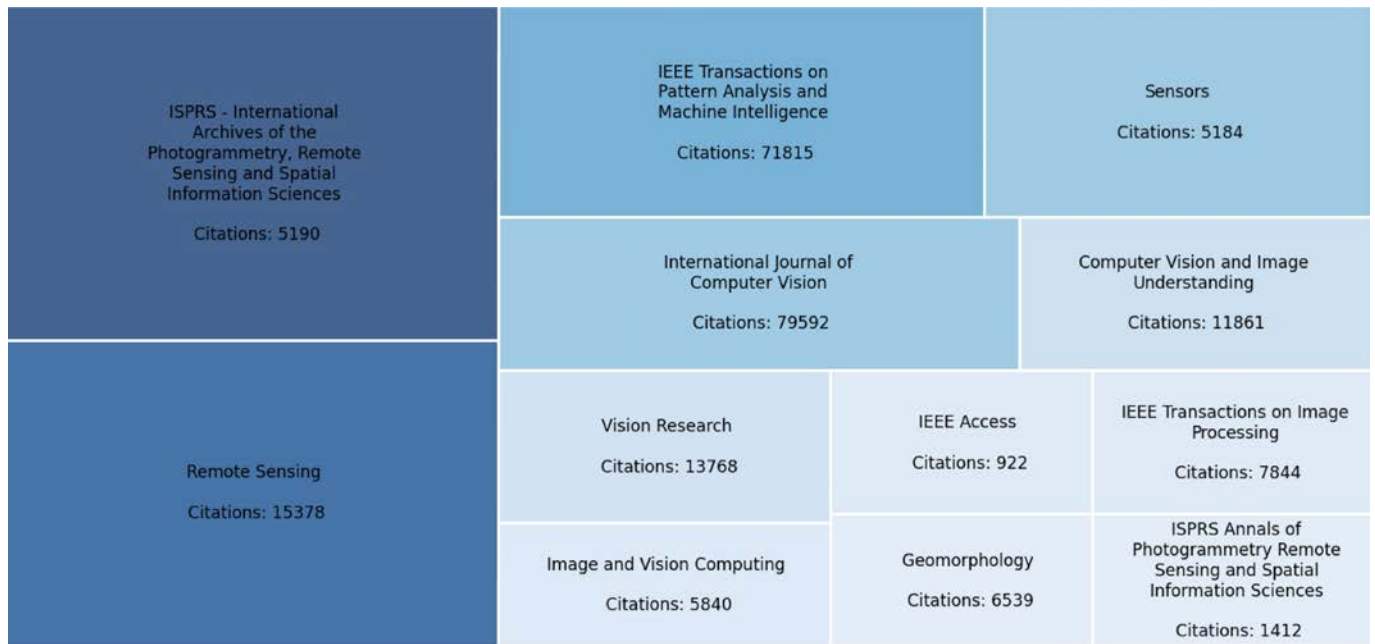 ISPRS - International
Archives of the
Photogrammetry, Remote
Sensing and Spatial
Information Sciences
Citations: 5190
Remote Sensing
Citations: 15378
IEEE Transactions on
Pattern Analysis and
Machine Intelligence
Citations: 71815
Sensors
Citations: 5184
International Journal of
Computer Vision
Citations: 79592
Computer Vision and Image
Understanding
Citations: 11861
Vision Research
Citations: 13768
IEEE Access
Citations: 922
IEEE Transactions on Image
Processing
Citations: 7844
Image and Vision Computing
Citations: 5840
Geomorphology
Citations: 6539
ISPRS Annals of
Photogrammetry Remote
Sensing and Spatial
Information Sciences
Citations: 1412